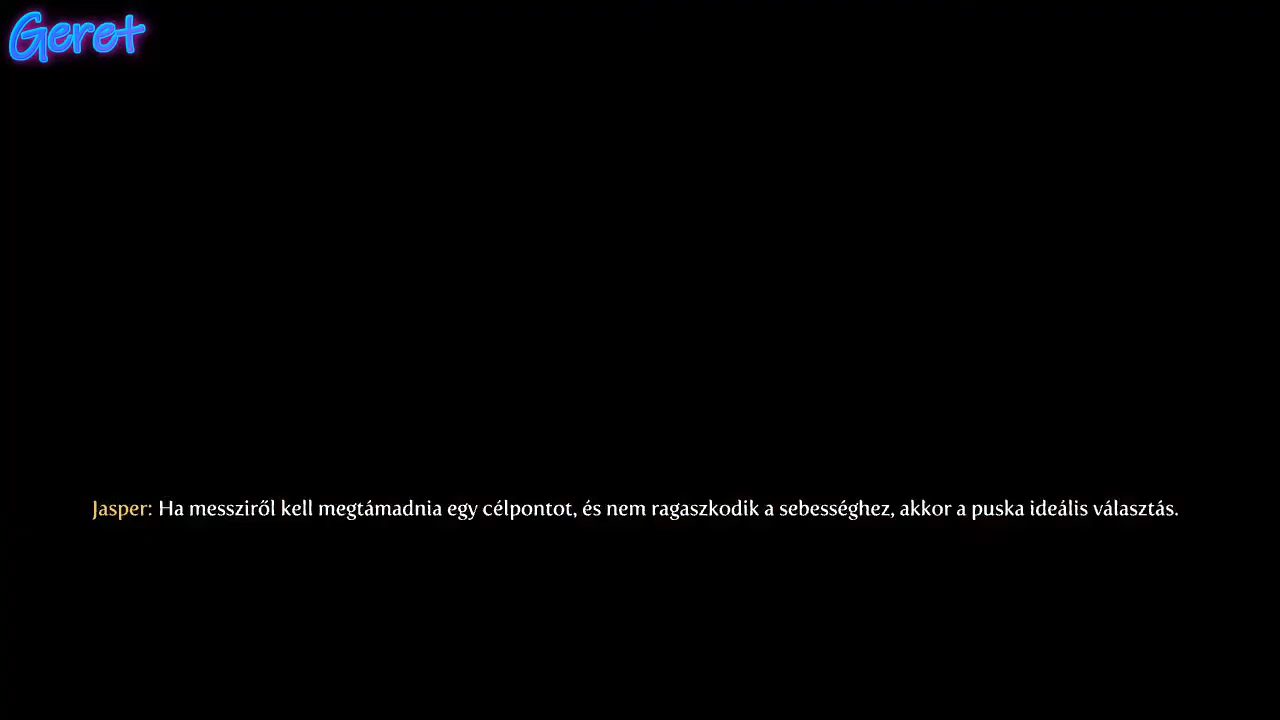 Geret
Jasper: Ha messziről kell megtámadnia egy célpontot, és nem ragaszkodik a sebességhez, akkor a puska ideális választás.